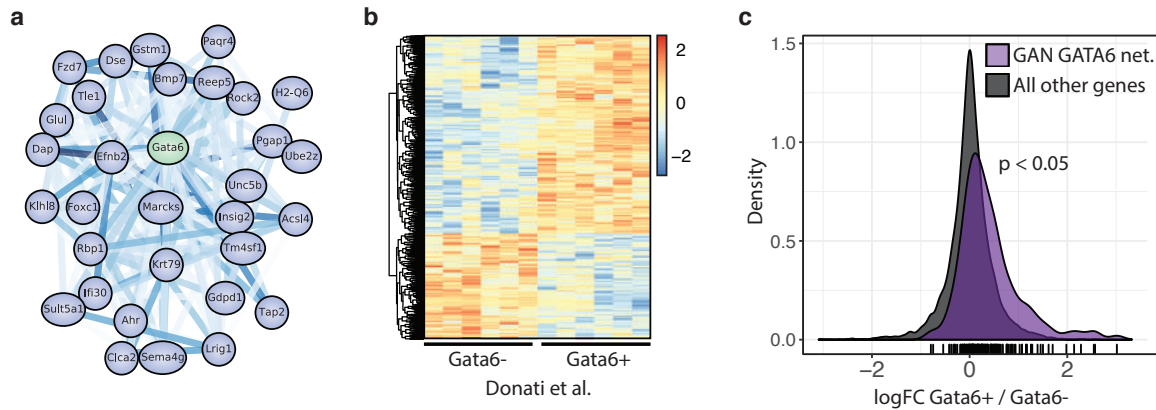 a
Paqr4
Gstm1
Dse
Fzd7
Bmp7
Reep5
Tle1
Rock2
H2-Q6
Glul
Pgap1
Dap
Efnb2
Gata6
Ube2z
Unc5b
Klhl8
Foxc1
Marcks
Insig2
Acsl4
Rbp1
Tm4sf1
Krt79
Ifi30
Gdpd1
Sult5a1
Tap2
Ahr
Lrig1
Clca2
Sema4g
b
2
0
−2
Gata6-
Gata6+
Donati et al.
c
GAN GATA6 net.
All other genes
p < 0.05
1.5
1.0
0.5
0.0
Density
−2
0
2
logFC Gata6+ / Gata6-